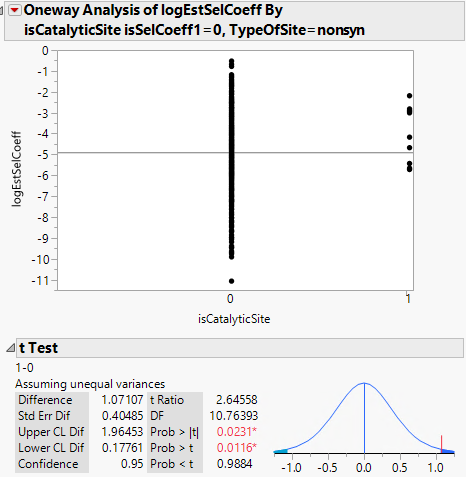 Oneway Analysis of logEstSelCoeff By
isCatalyticSite isSelCoeff1=0, TypeOfSite=nonsyn
0
-1
-2
-3
-4
-5
-6
-7
-8
-9
-10
-11
logEstSelCoeff
0 1
isCatalyticSite
t Test
1-0
Assuming unequal variances
Difference 1.07107 t Ratio 2.64558
Std Err Dif 0.40485 DF 10.76393
Upper CL Dif 1.96453 Prob > |t| 0.0231*
Lower CL Dif 0.17761 Prob > t 0.0116*
Confidence 0.95 Prob < t 0.9884
-1.0 -0.5 0.0 0.5 1.0